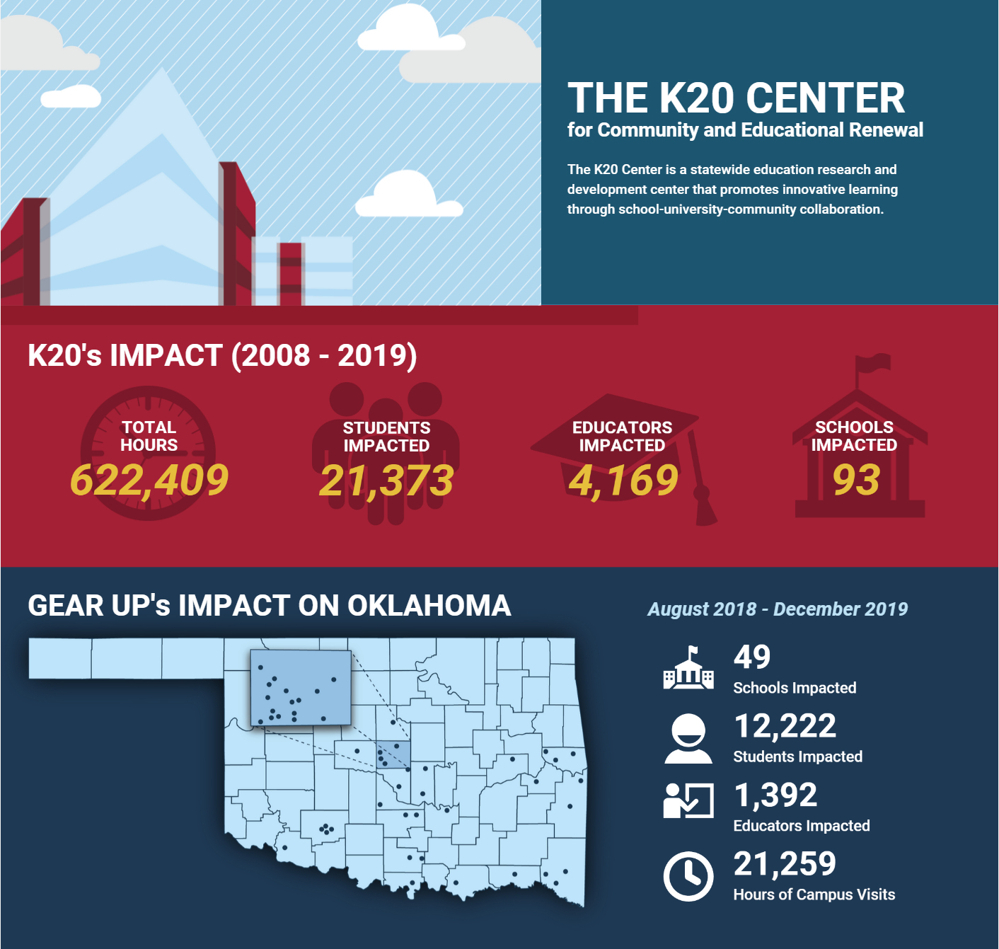 THE K20 CENTER
for Community and Educational Renewal
The K20 Center is a statewide education research and
development center that promotes innovative learning
through school-university-community collaboration.
K20's IMPACT (2008 - 2019)
TOTAL
HOURS
622,409
STUDENTS
IMPACTED
21,373
EDUCATORS
IMPACTED
4,169
SCHOOLS
IMPACTED
93
GEAR UP's IMPACT ON OKLAHOMA
August 2018 - December 2019
49
Schools Impacted
12,222
Students Impacted
1,392
Educators Impacted
21,259
Hours of Campus Visits